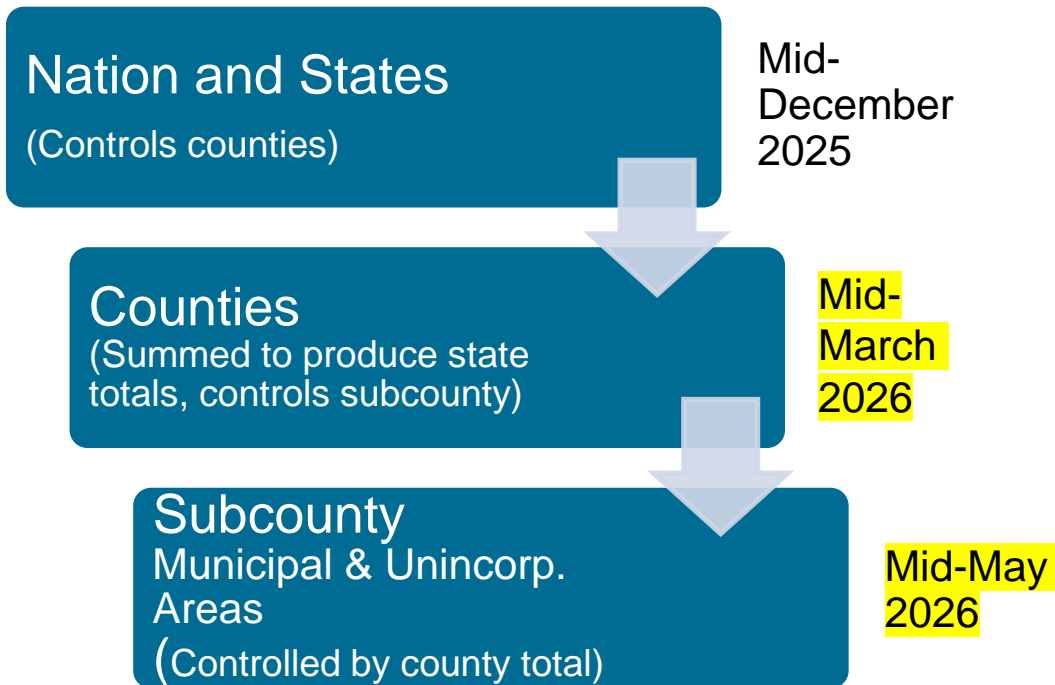 Nation and States
(Controls counties)
Mid-
December
2025
Counties
(Summed to produce state
totals, controls subcounty)
Mid-
March
2026
Subcounty
Municipal & Unincorp.
Areas
(Controlled by county total)
Mid-May
2026